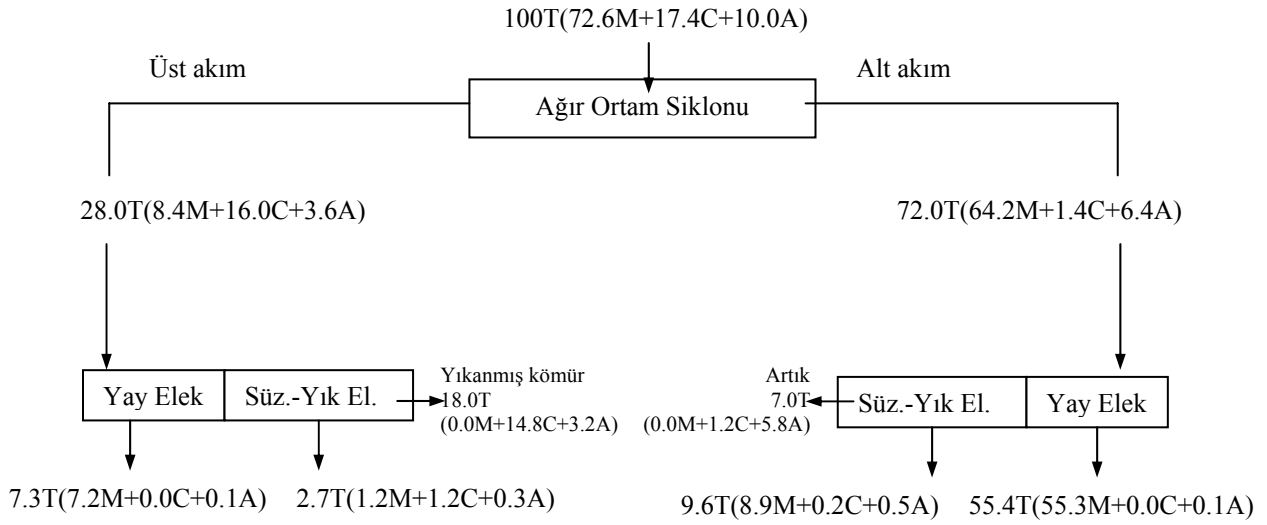 100T(72.6M+17.4C+10.0A)
Üst akım
Alt akım
Ağır Ortam Siklonu
28.0T(8.4M+16.0C+3.6A)
72.0T(64.2M+1.4C+6.4A)
Yay Elek
Süz.-Yık El.
Yıkanmış kömür
18.0T
(0.0M+14.8C+3.2A)
Artık
7.0T
(0.0M+1.2C+5.8A)
Süz.-Yık El.
Yay Elek
7.3T(7.2M+0.0C+0.1A)
2.7T(1.2M+1.2C+0.3A)
9.6T(8.9M+0.2C+0.5A)
55.4T(55.3M+0.0C+0.1A)